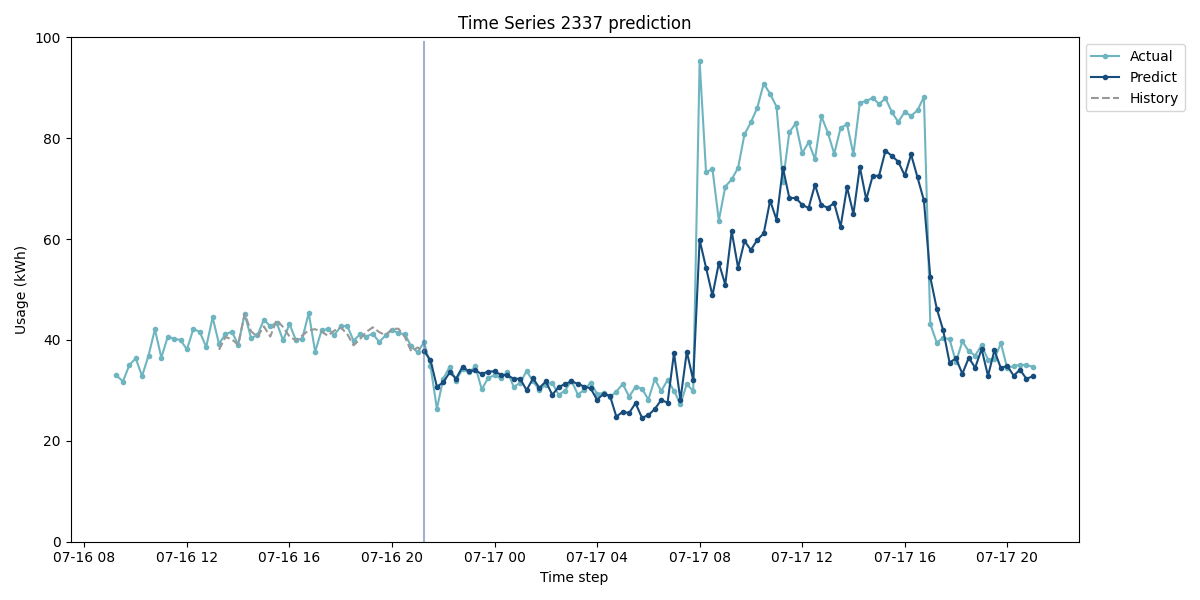 Time Series 2337 prediction
100
80
60
40
20
0
Usage (kWh)
07-16 08
07-16 12
07-16 16
07-16 20
07-17 00
07-17 04
07-17 08
07-17 12
07-17 16
07-17 20
Time step
Actual
Predict
History